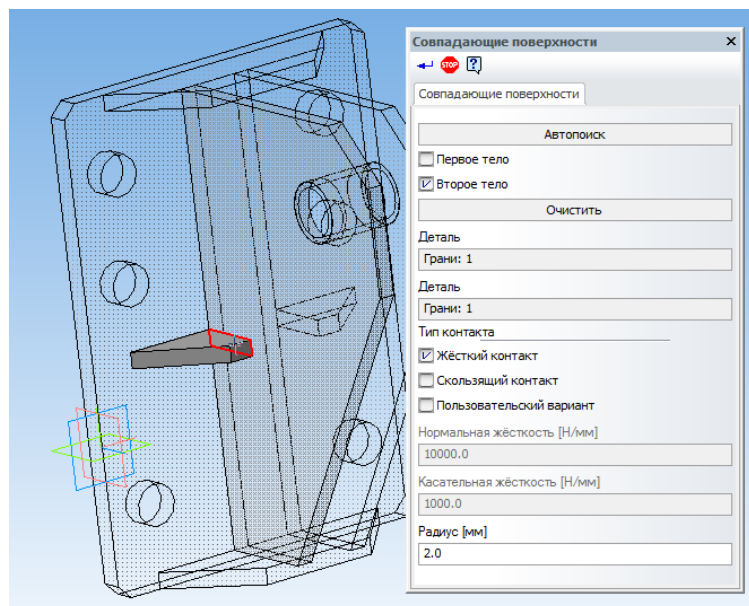 Совпадающие поверхности
STOP
Совпадающие поверхности
Автопоиск
Первое тело
Второе тело
Очистить
Деталь
Грани: 1
Деталь
Грани: 1
Тип контакта
Жёсткий контакт
Скользящий контакт
Пользовательский вариант
Нормальная жёсткость [Н/мм]
10000.0
Касательная жёсткость [Н/мм]
1000.0
Радиус [мм]
2.0